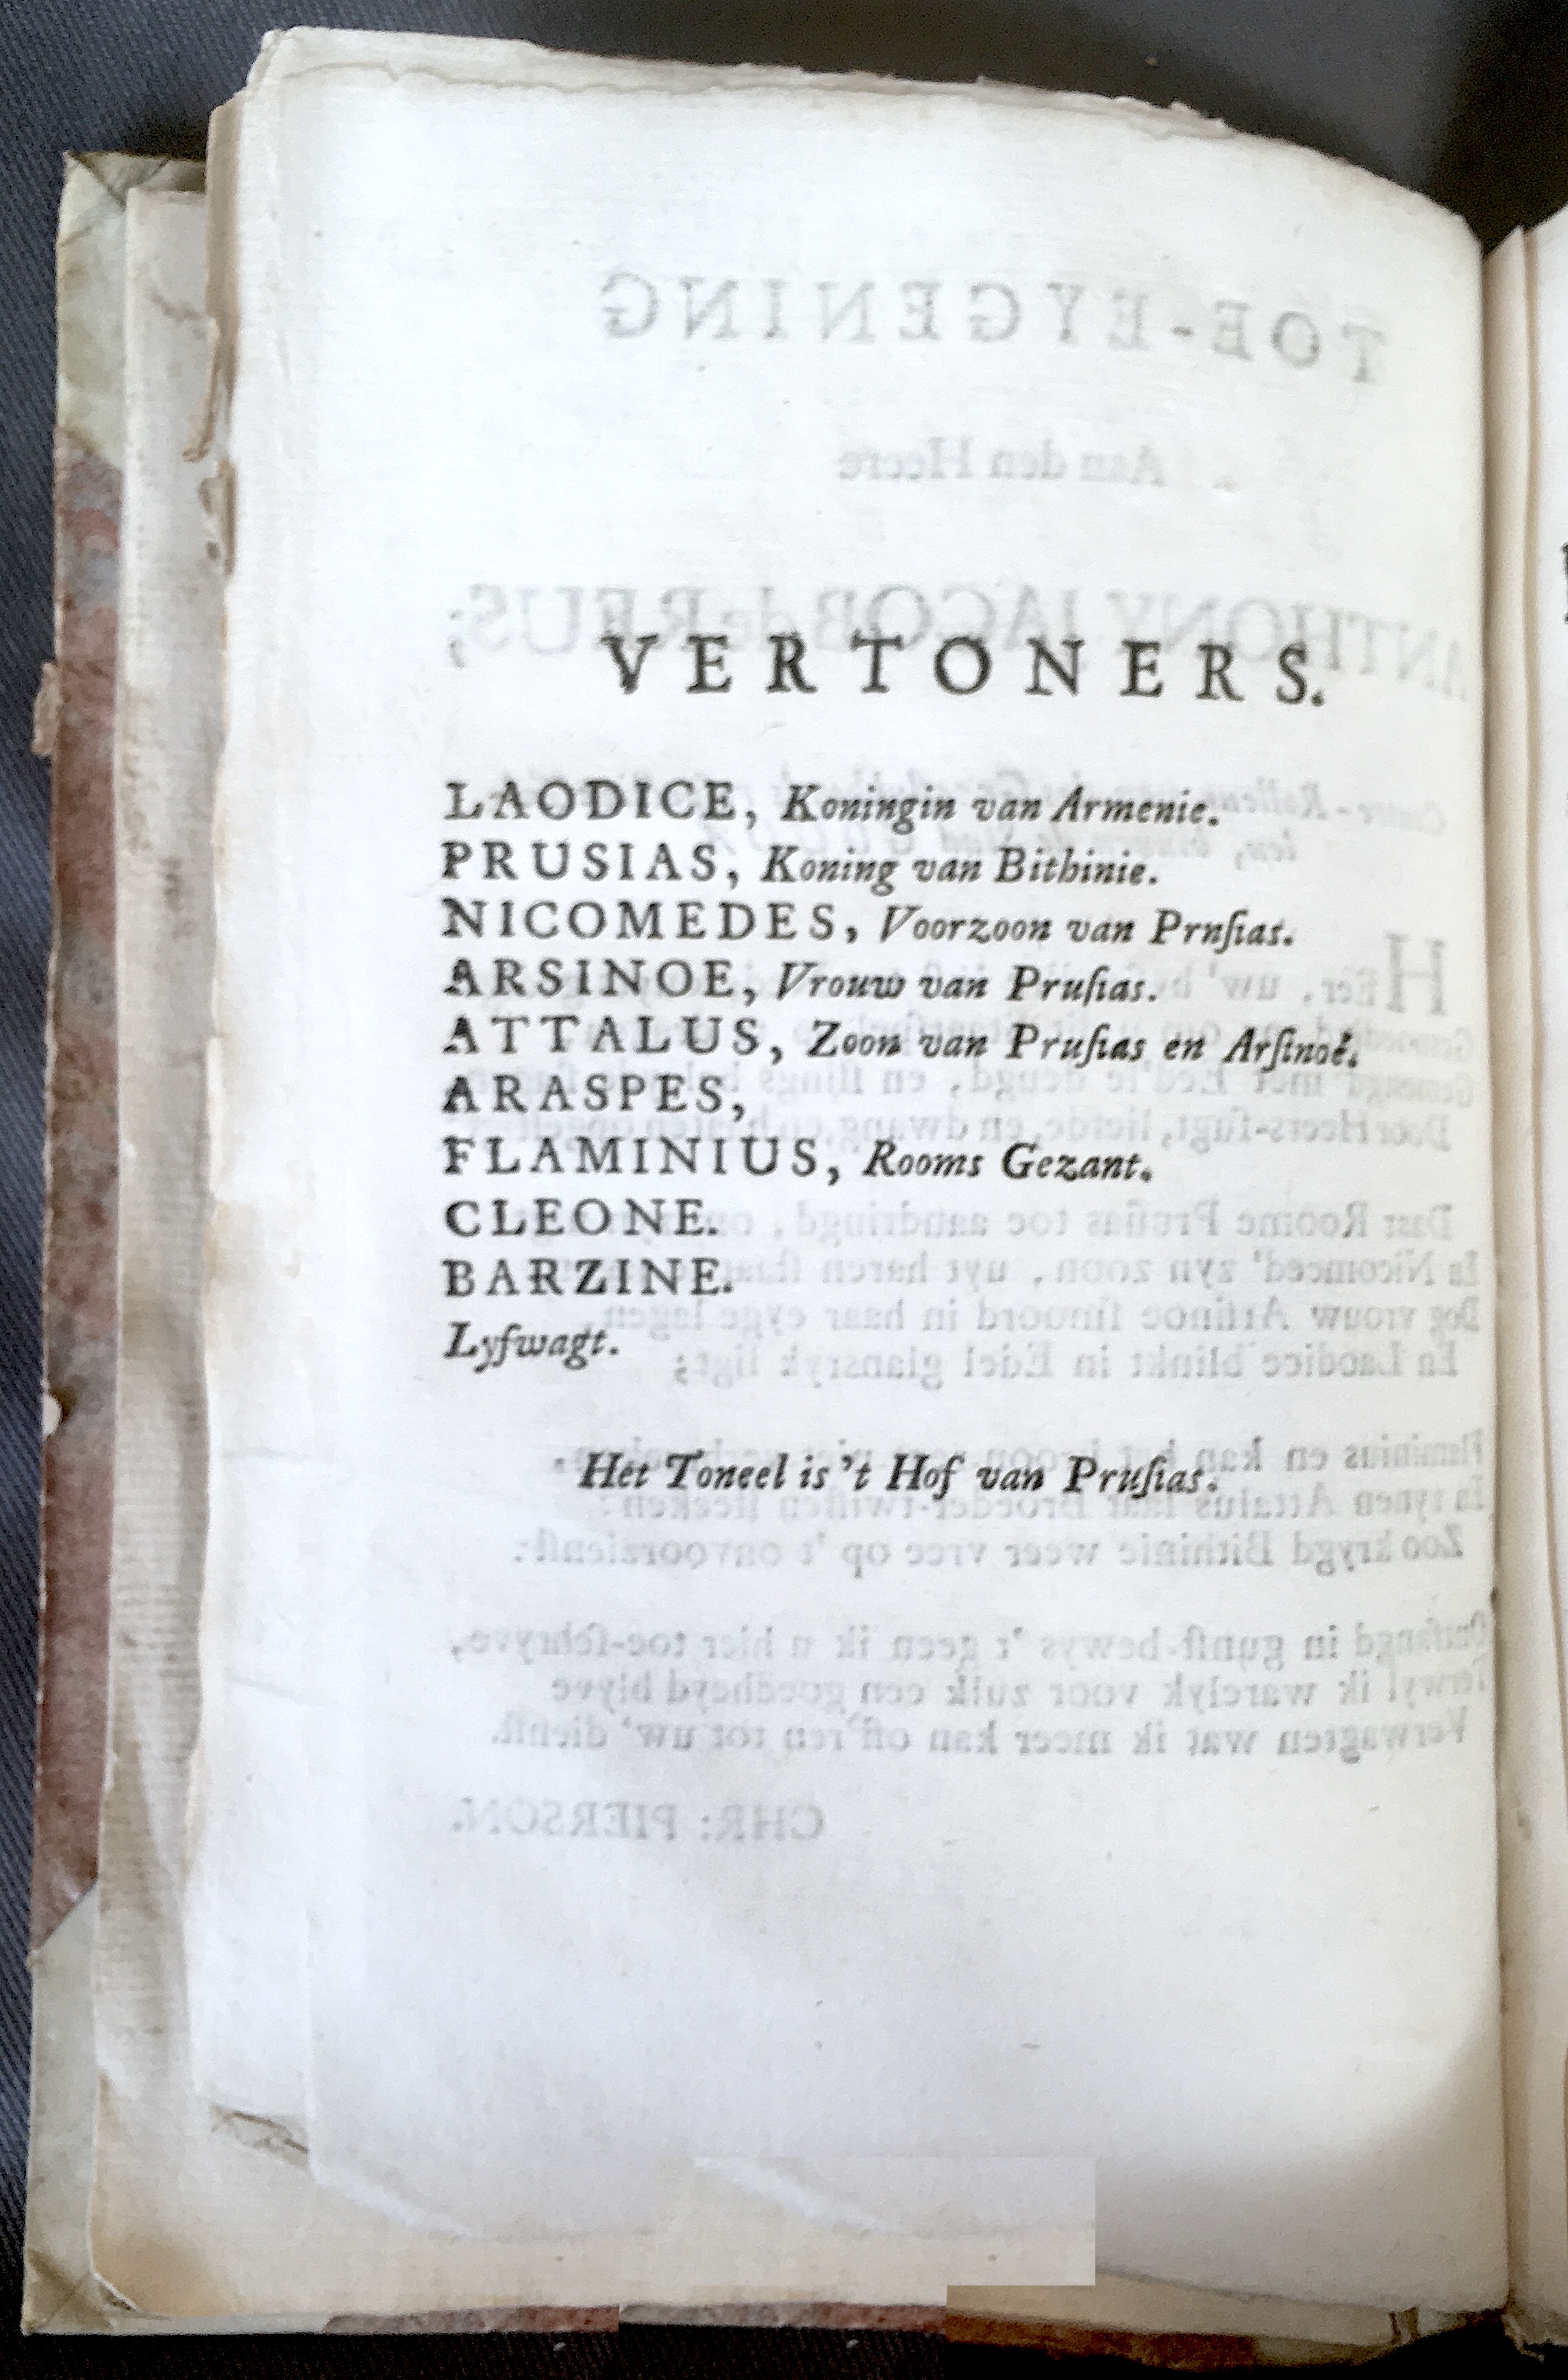 VERTONERS.
LAODICE, Koningin van Armenie.
PRUSIAS, Koning van Bithinie.
NICOMEDES, Voorzoon van Prnſias.
ARSINOE, Vrouw van Pruſias.
ATTALUS, Zoon van Pruſias en Arſinoë.
ARASPES,
FLAMINIUS, Rooms Gezant.
CLEONE.
BARZINE.
Lyfwagt.
Het Toneel is 't Hof van Pruſias.